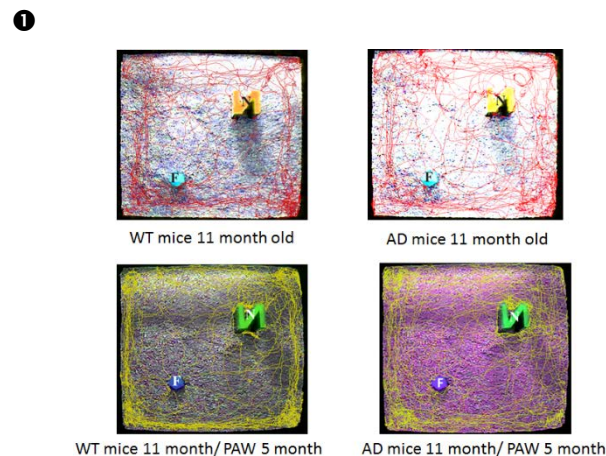 ❶
N
N
F
F
WT mice 11 month old
AD mice 11 month old
N
N
F
F
WT mice 11 month/ PAW 5 month
AD mice 11 month/ PAW 5 month